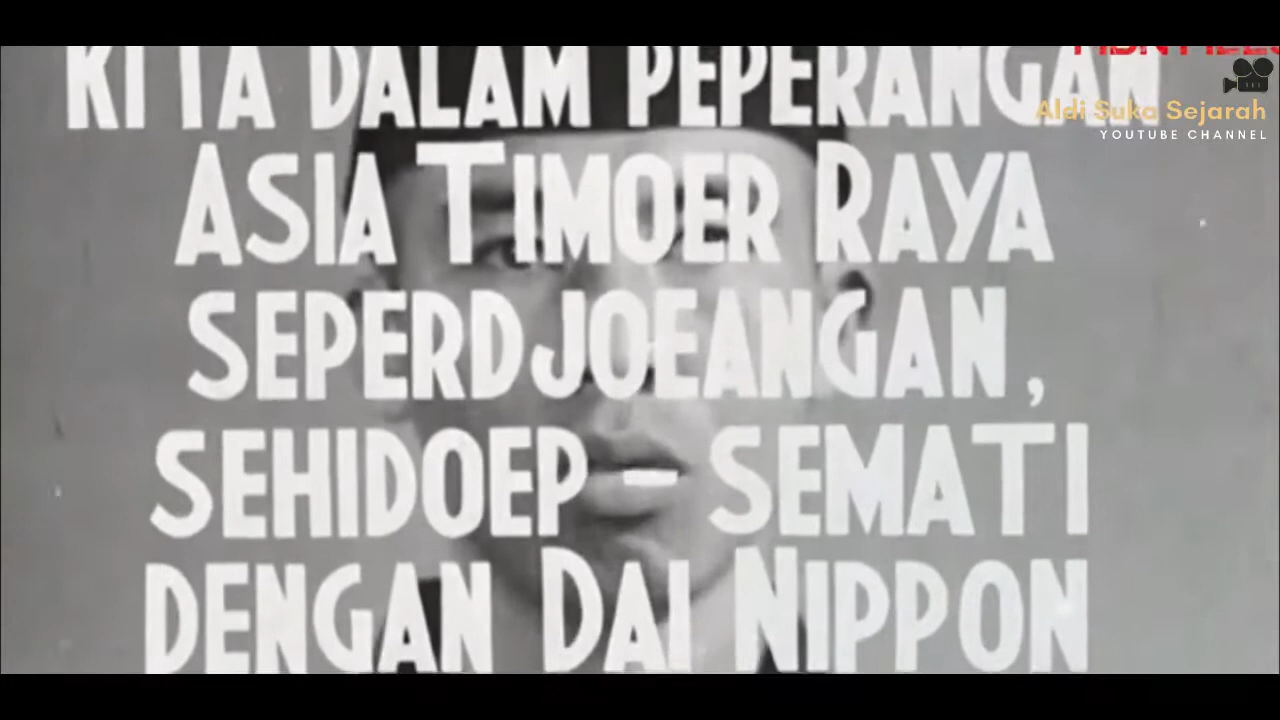 KITA DALAM PEPERANGAN
Aldi Suka Sejarah
YOUTUBE CHANNEL
ASIA TIMOER RAYA
SEPERDJOEANGAN,
SEHIDOEP - SEMATI
DENGAN DAI NIPPON